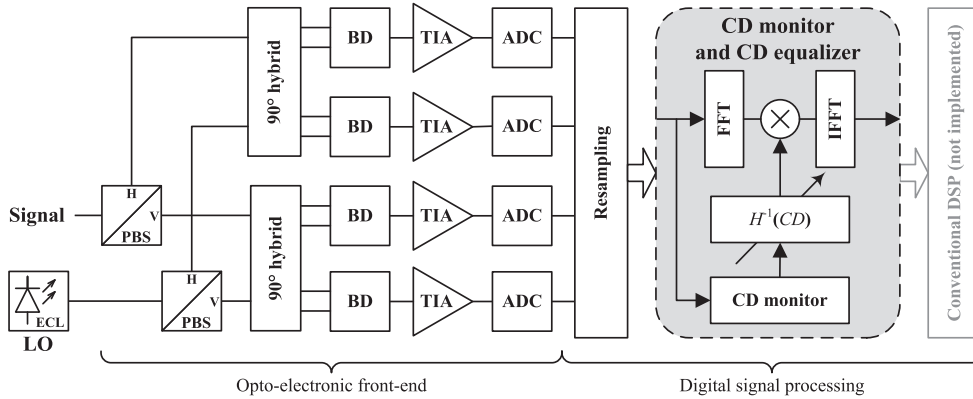 90° hybrid
BD
TIA
ADC
BD
TIA
ADC
Signal
H
V
PBS
90° hybrid
BD
TIA
ADC
BD
TIA
ADC
ECL
LO
H
V
PBS
Resampling
CD monitor
and CD equalizer
FFT
IFFT
H⁻¹(CD)
CD monitor
Conventional DSP (not implemented)
Opto-electronic front-end
Digital signal processing